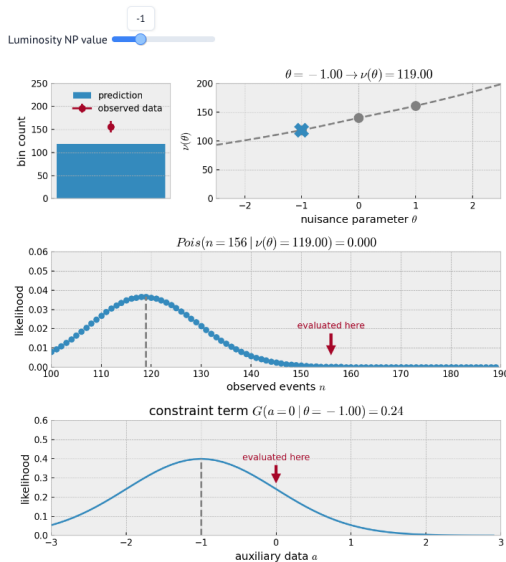 -1
Luminosity NP value
θ = −1.00 → ν(θ) = 119.00
250
200
150
100
50
0
bin count
prediction
observed data
200
150
100
50
0
ν(θ)
−2 −1 0 1 2
nuisance parameter θ
Pois(n = 156 | ν(θ) = 119.00) = 0.000
0.06
0.05
0.04
0.03
0.02
0.01
0.00
likelihood
evaluated here
100 110 120 130 140 150 160 170 180 190
observed events n
constraint term G(a = 0 | θ = −1.00) = 0.24
0.6
0.5
0.4
0.3
0.2
0.1
0.0
likelihood
evaluated here
−3 −2 −1 0 1 2 3
auxiliary data a